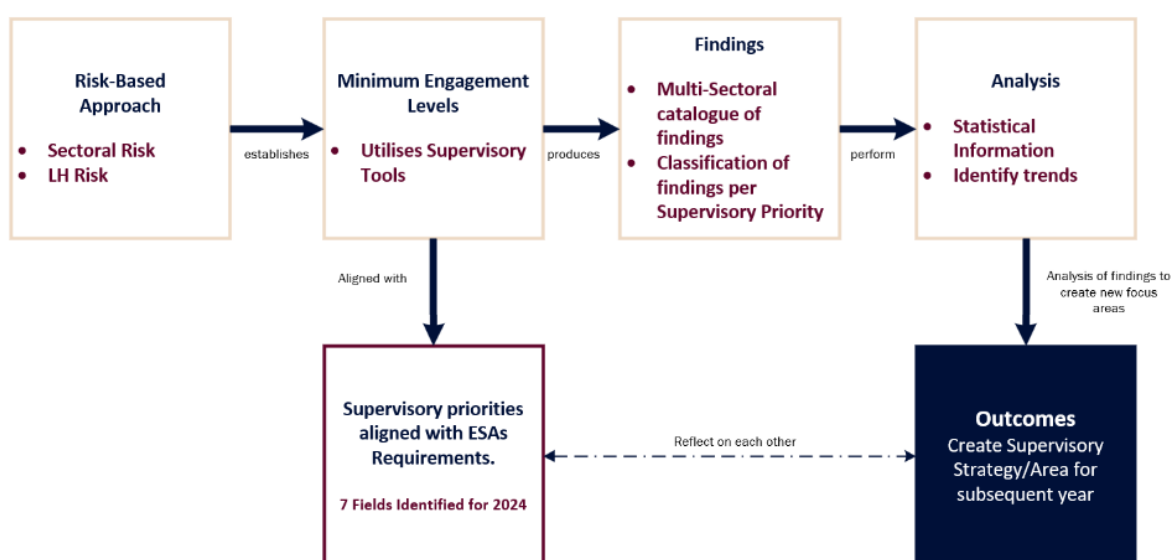 Risk-Based
Approach
• Sectoral Risk
• LH Risk
establishes
Minimum Engagement
Levels
• Utilises Supervisory
Tools
produces
Findings
• Multi-Sectoral
catalogue of
findings
• Classification of
findings per
Supervisory Priority
perform
Analysis
• Statistical
Information
• Identify trends
Aligned with
Analysis of findings to
create new focus
areas
Supervisory priorities
aligned with ESAs
Requirements.
7 Fields Identified for 2024
Reflect on each other
Outcomes
Create Supervisory
Strategy/Area for
subsequent year